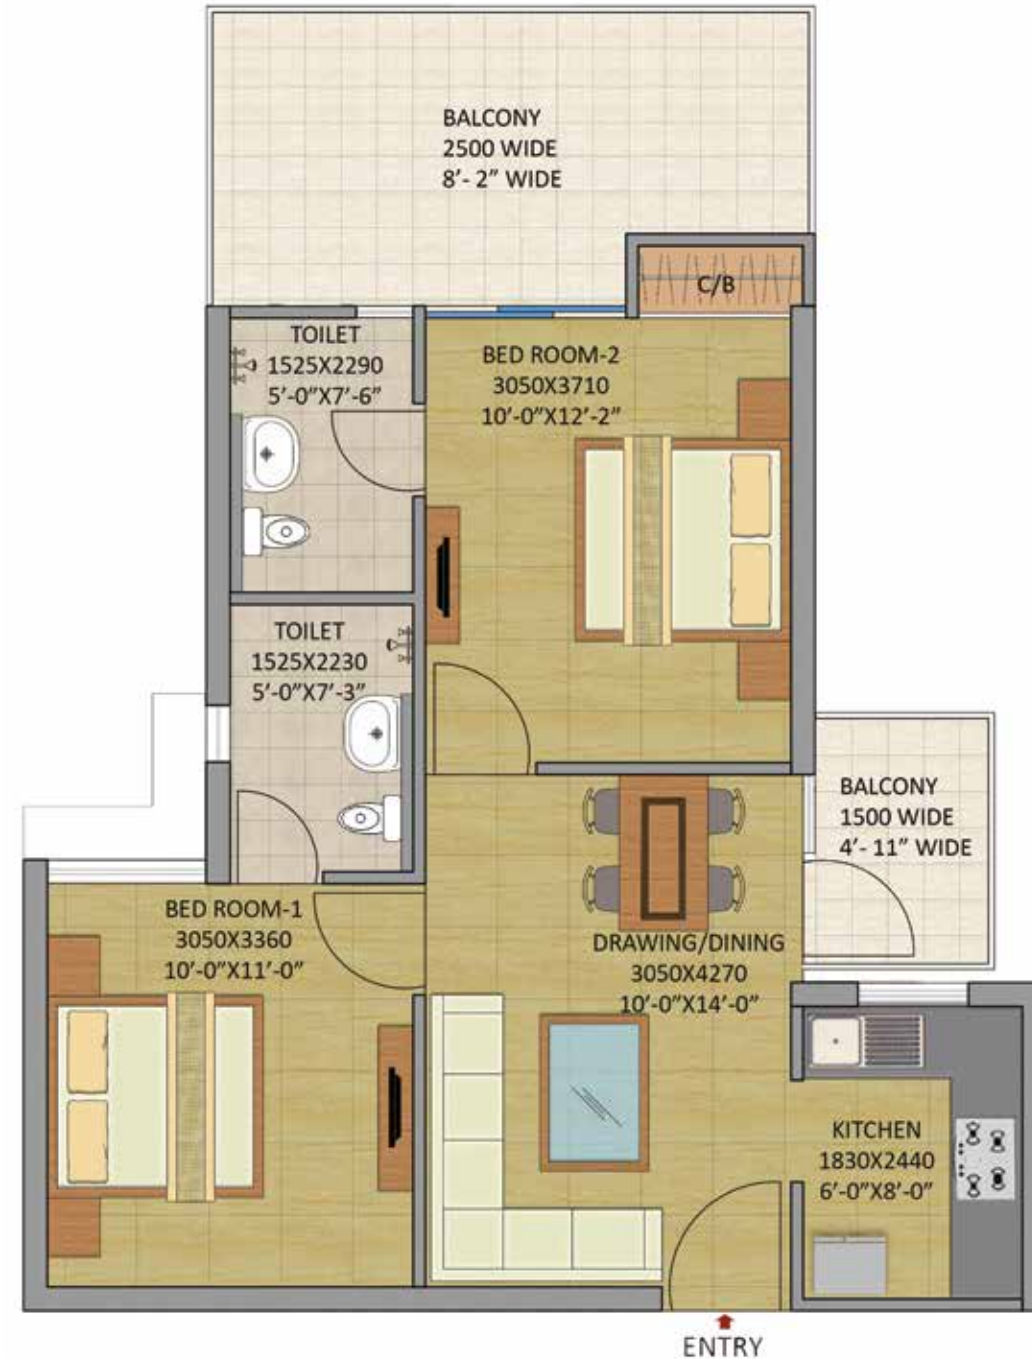 BALCONY
2500 WIDE
8'- 2" WIDE
C/B
TOILET
1525X2290
5'-0"X7'-6"
BED ROOM-2
3050X3710
10'-0"X12'-2"
TOILET
1525X2230
5'-0"X7'-3"
BALCONY
1500 WIDE
4'- 11" WIDE
BED ROOM-1
3050X3360
10'-0"X11'-0"
DRAWING/DINING
3050X4270
10'-0"X14'-0"
KITCHEN
1830X2440
6'-0"X8'-0"
ENTRY